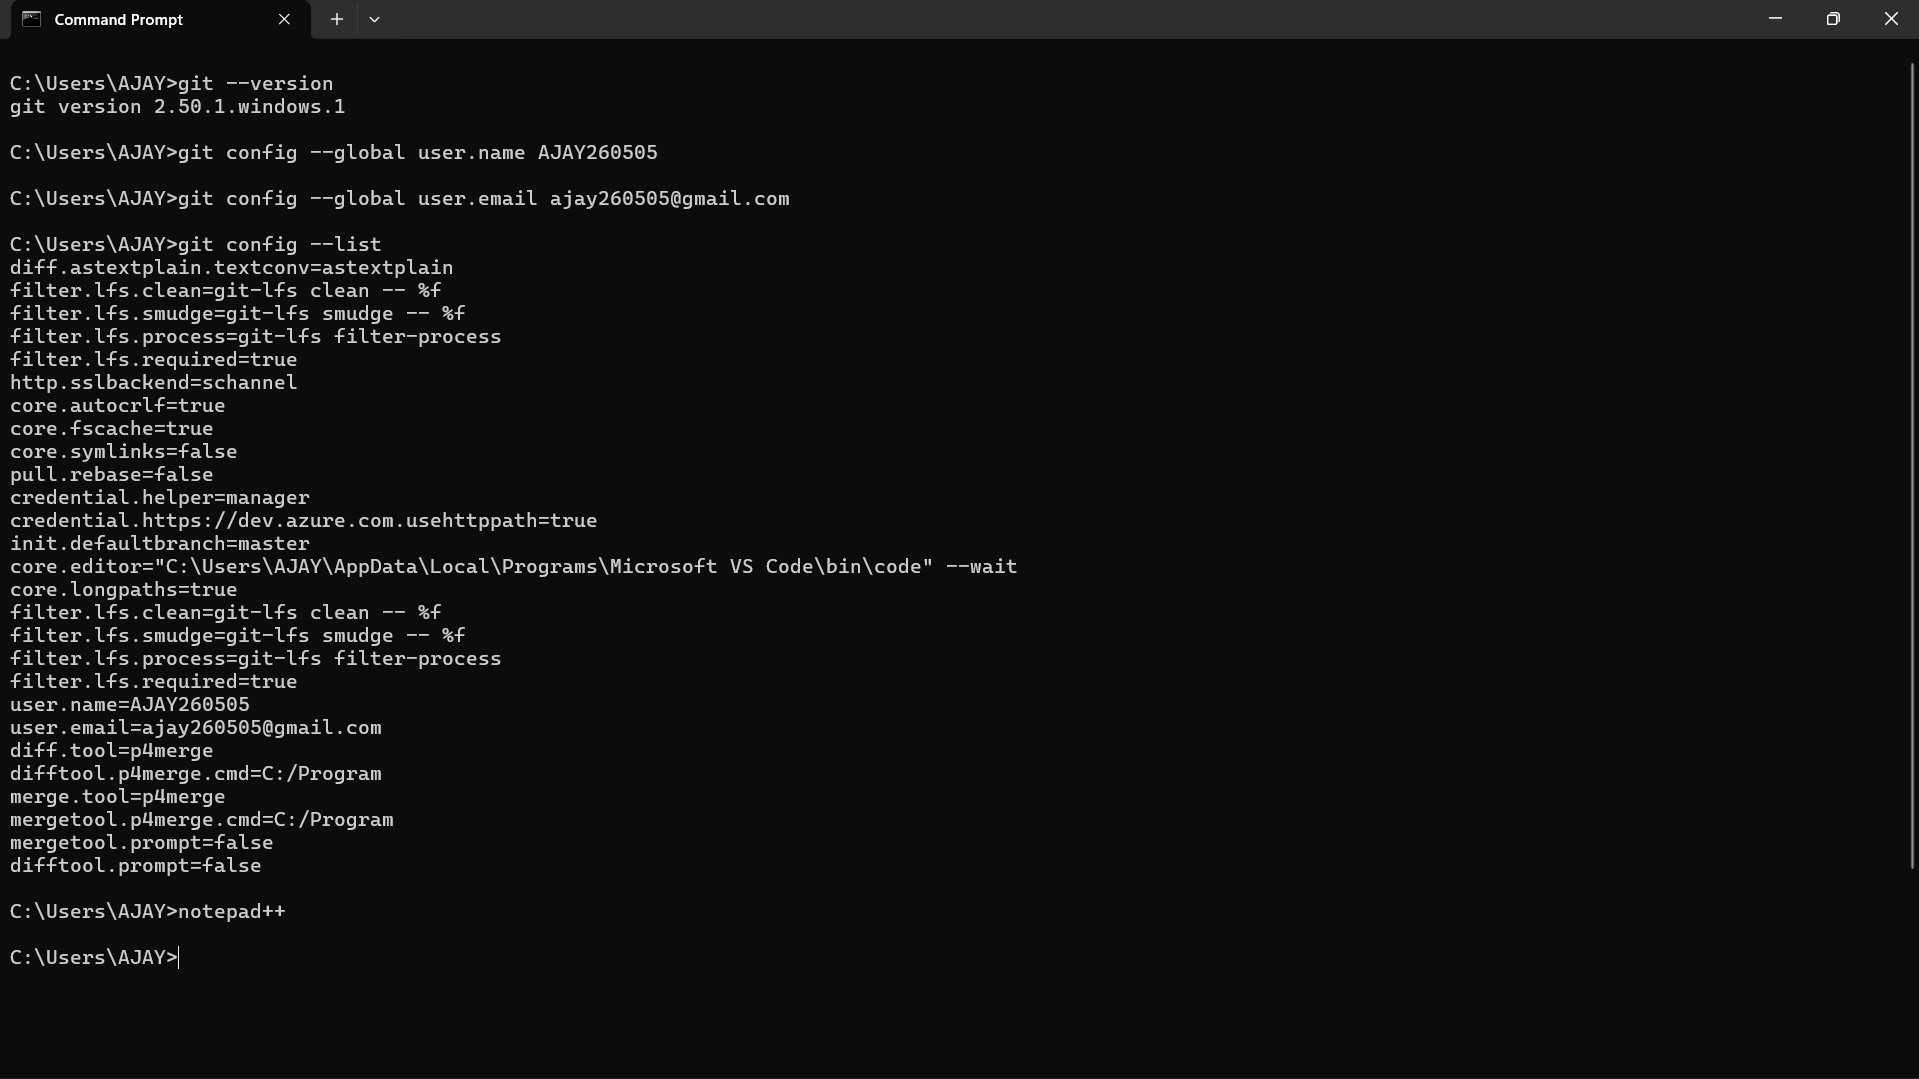 Command Prompt
C:\Users\AJAY>git --version
git version 2.50.1.windows.1
C:\Users\AJAY>git config --global user.name AJAY260505
C:\Users\AJAY>git config --global user.email ajay260505@gmail.com
C:\Users\AJAY>git config --list
diff.astextplain.textconv=astextplain
filter.lfs.clean=git-lfs clean -- %f
filter.lfs.smudge=git-lfs smudge -- %f
filter.lfs.process=git-lfs filter-process
filter.lfs.required=true
http.sslbackend=schannel
core.autocrlf=true
core.fscache=true
core.symlinks=false
pull.rebase=false
credential.helper=manager
credential.https://dev.azure.com.usehttppath=true
init.defaultbranch=master
core.editor="C:\Users\AJAY\AppData\Local\Programs\Microsoft VS Code\bin\code" --wait
core.longpaths=true
filter.lfs.clean=git-lfs clean -- %f
filter.lfs.smudge=git-lfs smudge -- %f
filter.lfs.process=git-lfs filter-process
filter.lfs.required=true
user.name=AJAY260505
user.email=ajay260505@gmail.com
diff.tool=p4merge
difftool.p4merge.cmd=C:/Program
merge.tool=p4merge
mergetool.p4merge.cmd=C:/Program
mergetool.prompt=false
difftool.prompt=false
C:\Users\AJAY>notepad++
C:\Users\AJAY>